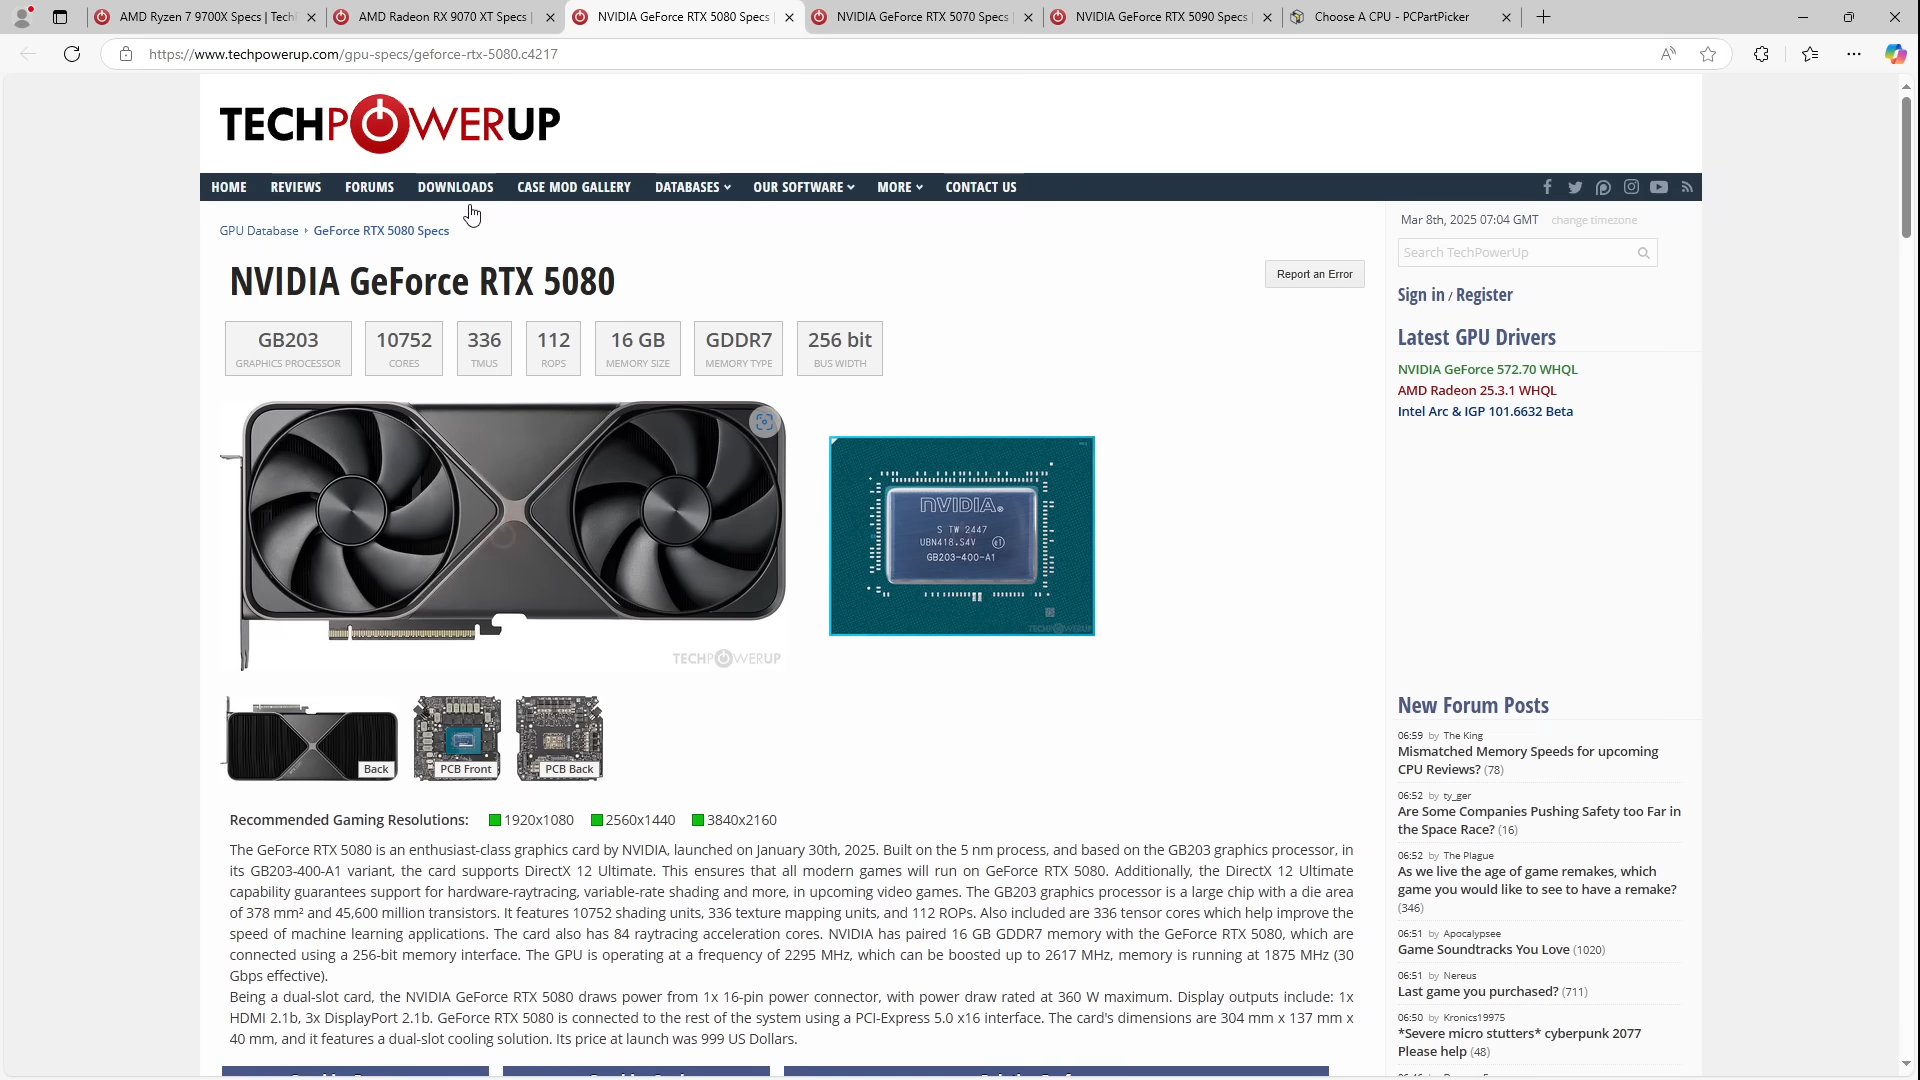 AMD Ryzen 7 9700X Specs | Tech
AMD Radeon RX 9070 XT Specs |
NVIDIA GeForce RTX 5080 Specs
NVIDIA GeForce RTX 5070 Specs
NVIDIA GeForce RTX 5090 Specs
Choose A CPU - PCPartPicker
https://www.techpowerup.com/gpu-specs/geforce-rtx-5080.c4217
TECHPOWERUP
HOME REVIEWS FORUMS DOWNLOADS CASE MOD GALLERY DATABASES OUR SOFTWARE MORE CONTACT US
GPU Database › GeForce RTX 5080 Specs
Mar 8th, 2025 07:04 GMT change timezone
Search TechPowerUp
NVIDIA GeForce RTX 5080
Report an Error
Sign in / Register
GB203
GRAPHICS PROCESSOR
10752
CORES
336
TMUS
112
ROPS
16 GB
MEMORY SIZE
GDDR7
MEMORY TYPE
256 bit
BUS WIDTH
Latest GPU Drivers
NVIDIA GeForce 572.70 WHQL
AMD Radeon 25.3.1 WHQL
Intel Arc & IGP 101.6632 Beta
NVIDIA®
S TW 2447
UBN418.S4V e1
GB203-400-A1
TECHPOWERUP
TECHPOWERUP
Back
PCB Front
PCB Back
Recommended Gaming Resolutions: 1920x1080 2560x1440 3840x2160
The GeForce RTX 5080 is an enthusiast-class graphics card by NVIDIA, launched on January 30th, 2025. Built on the 5 nm process, and based on the GB203 graphics processor, in
its GB203-400-A1 variant, the card supports DirectX 12 Ultimate. This ensures that all modern games will run on GeForce RTX 5080. Additionally, the DirectX 12 Ultimate
capability guarantees support for hardware-raytracing, variable-rate shading and more, in upcoming video games. The GB203 graphics processor is a large chip with a die area
of 378 mm² and 45,600 million transistors. It features 10752 shading units, 336 texture mapping units, and 112 ROPs. Also included are 336 tensor cores which help improve the
speed of machine learning applications. The card also has 84 raytracing acceleration cores. NVIDIA has paired 16 GB GDDR7 memory with the GeForce RTX 5080, which are
connected using a 256-bit memory interface. The GPU is operating at a frequency of 2295 MHz, which can be boosted up to 2617 MHz, memory is running at 1875 MHz (30
Gbps effective).
Being a dual-slot card, the NVIDIA GeForce RTX 5080 draws power from 1x 16-pin power connector, with power draw rated at 360 W maximum. Display outputs include: 1x
HDMI 2.1b, 3x DisplayPort 2.1b. GeForce RTX 5080 is connected to the rest of the system using a PCI-Express 5.0 x16 interface. The card's dimensions are 304 mm x 137 mm x
40 mm, and it features a dual-slot cooling solution. Its price at launch was 999 US Dollars.
New Forum Posts
06:59 by The King
Mismatched Memory Speeds for upcoming
CPU Reviews? (78)
06:52 by ty_ger
Are Some Companies Pushing Safety too Far in
the Space Race? (16)
06:52 by The Plague
As we live the age of game remakes, which
game you would like to see to have a remake?
(346)
06:51 by Apocalypsee
Game Soundtracks You Love (1020)
06:51 by Nereus
Last game you purchased? (711)
06:50 by Kronics19975
*Severe micro stutters* cyberpunk 2077
Please help (48)